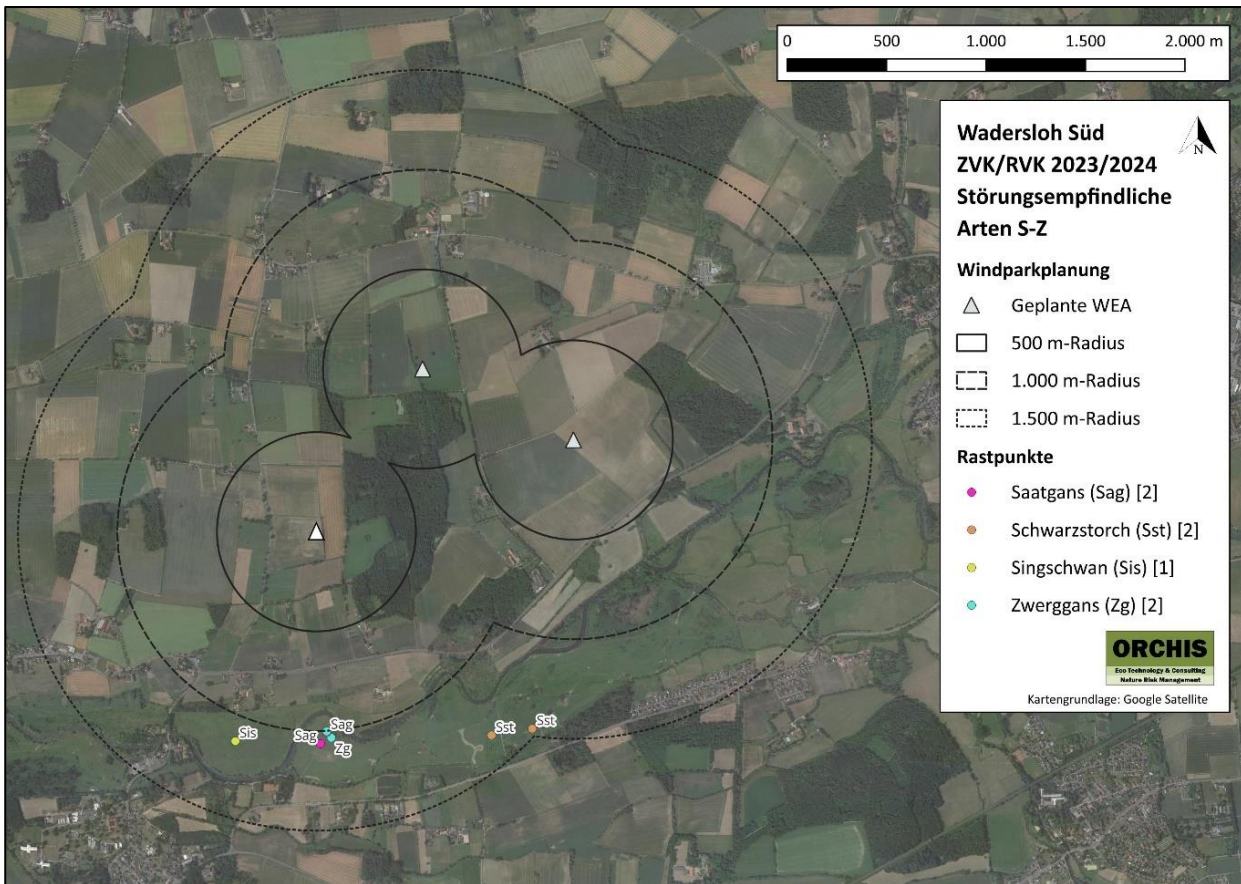 0 500 1.000 1.500 2.000 m
Wadersloh Süd
ZVK/RVK 2023/2024
Störungsempfindliche
Arten S-Z
N
Windparkplanung
Geplante WEA
500 m-Radius
1.000 m-Radius
1.500 m-Radius
Rastpunkte
Saatgans (Sag) [2]
Schwarzstorch (Sst) [2]
Singschwan (Sis) [1]
Zwerggans (Zg) [2]
ORCHIS
Eco Technology & Consulting
Nature Risk Management
Kartengrundlage: Google Satellite
Sis
Sag
Sag
Zg
Sst
Sst